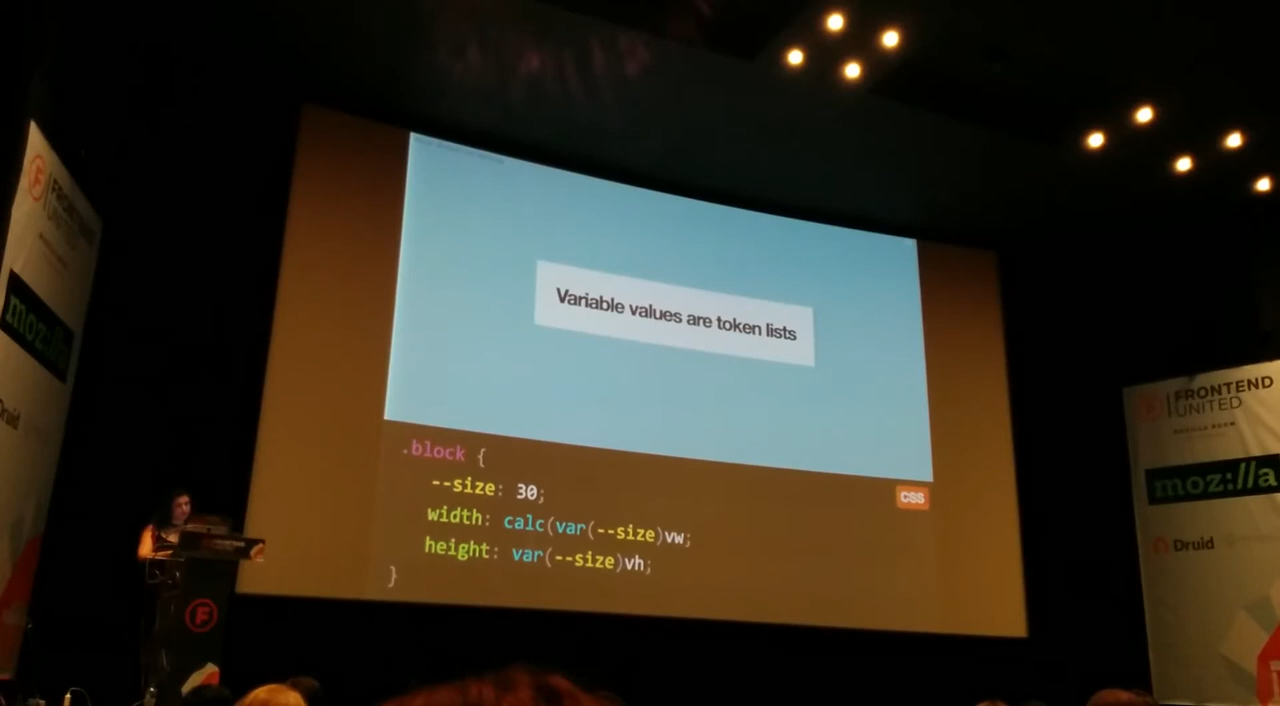 FRONTEND
UNITED
moz://a
Druid
Variable values are token lists
.block {
--size: 30;
width: calc(var(--size)vw;
height: var(--size)vh;
}
CSS
F
FRONTEND
UNITED
moz://a
Druid